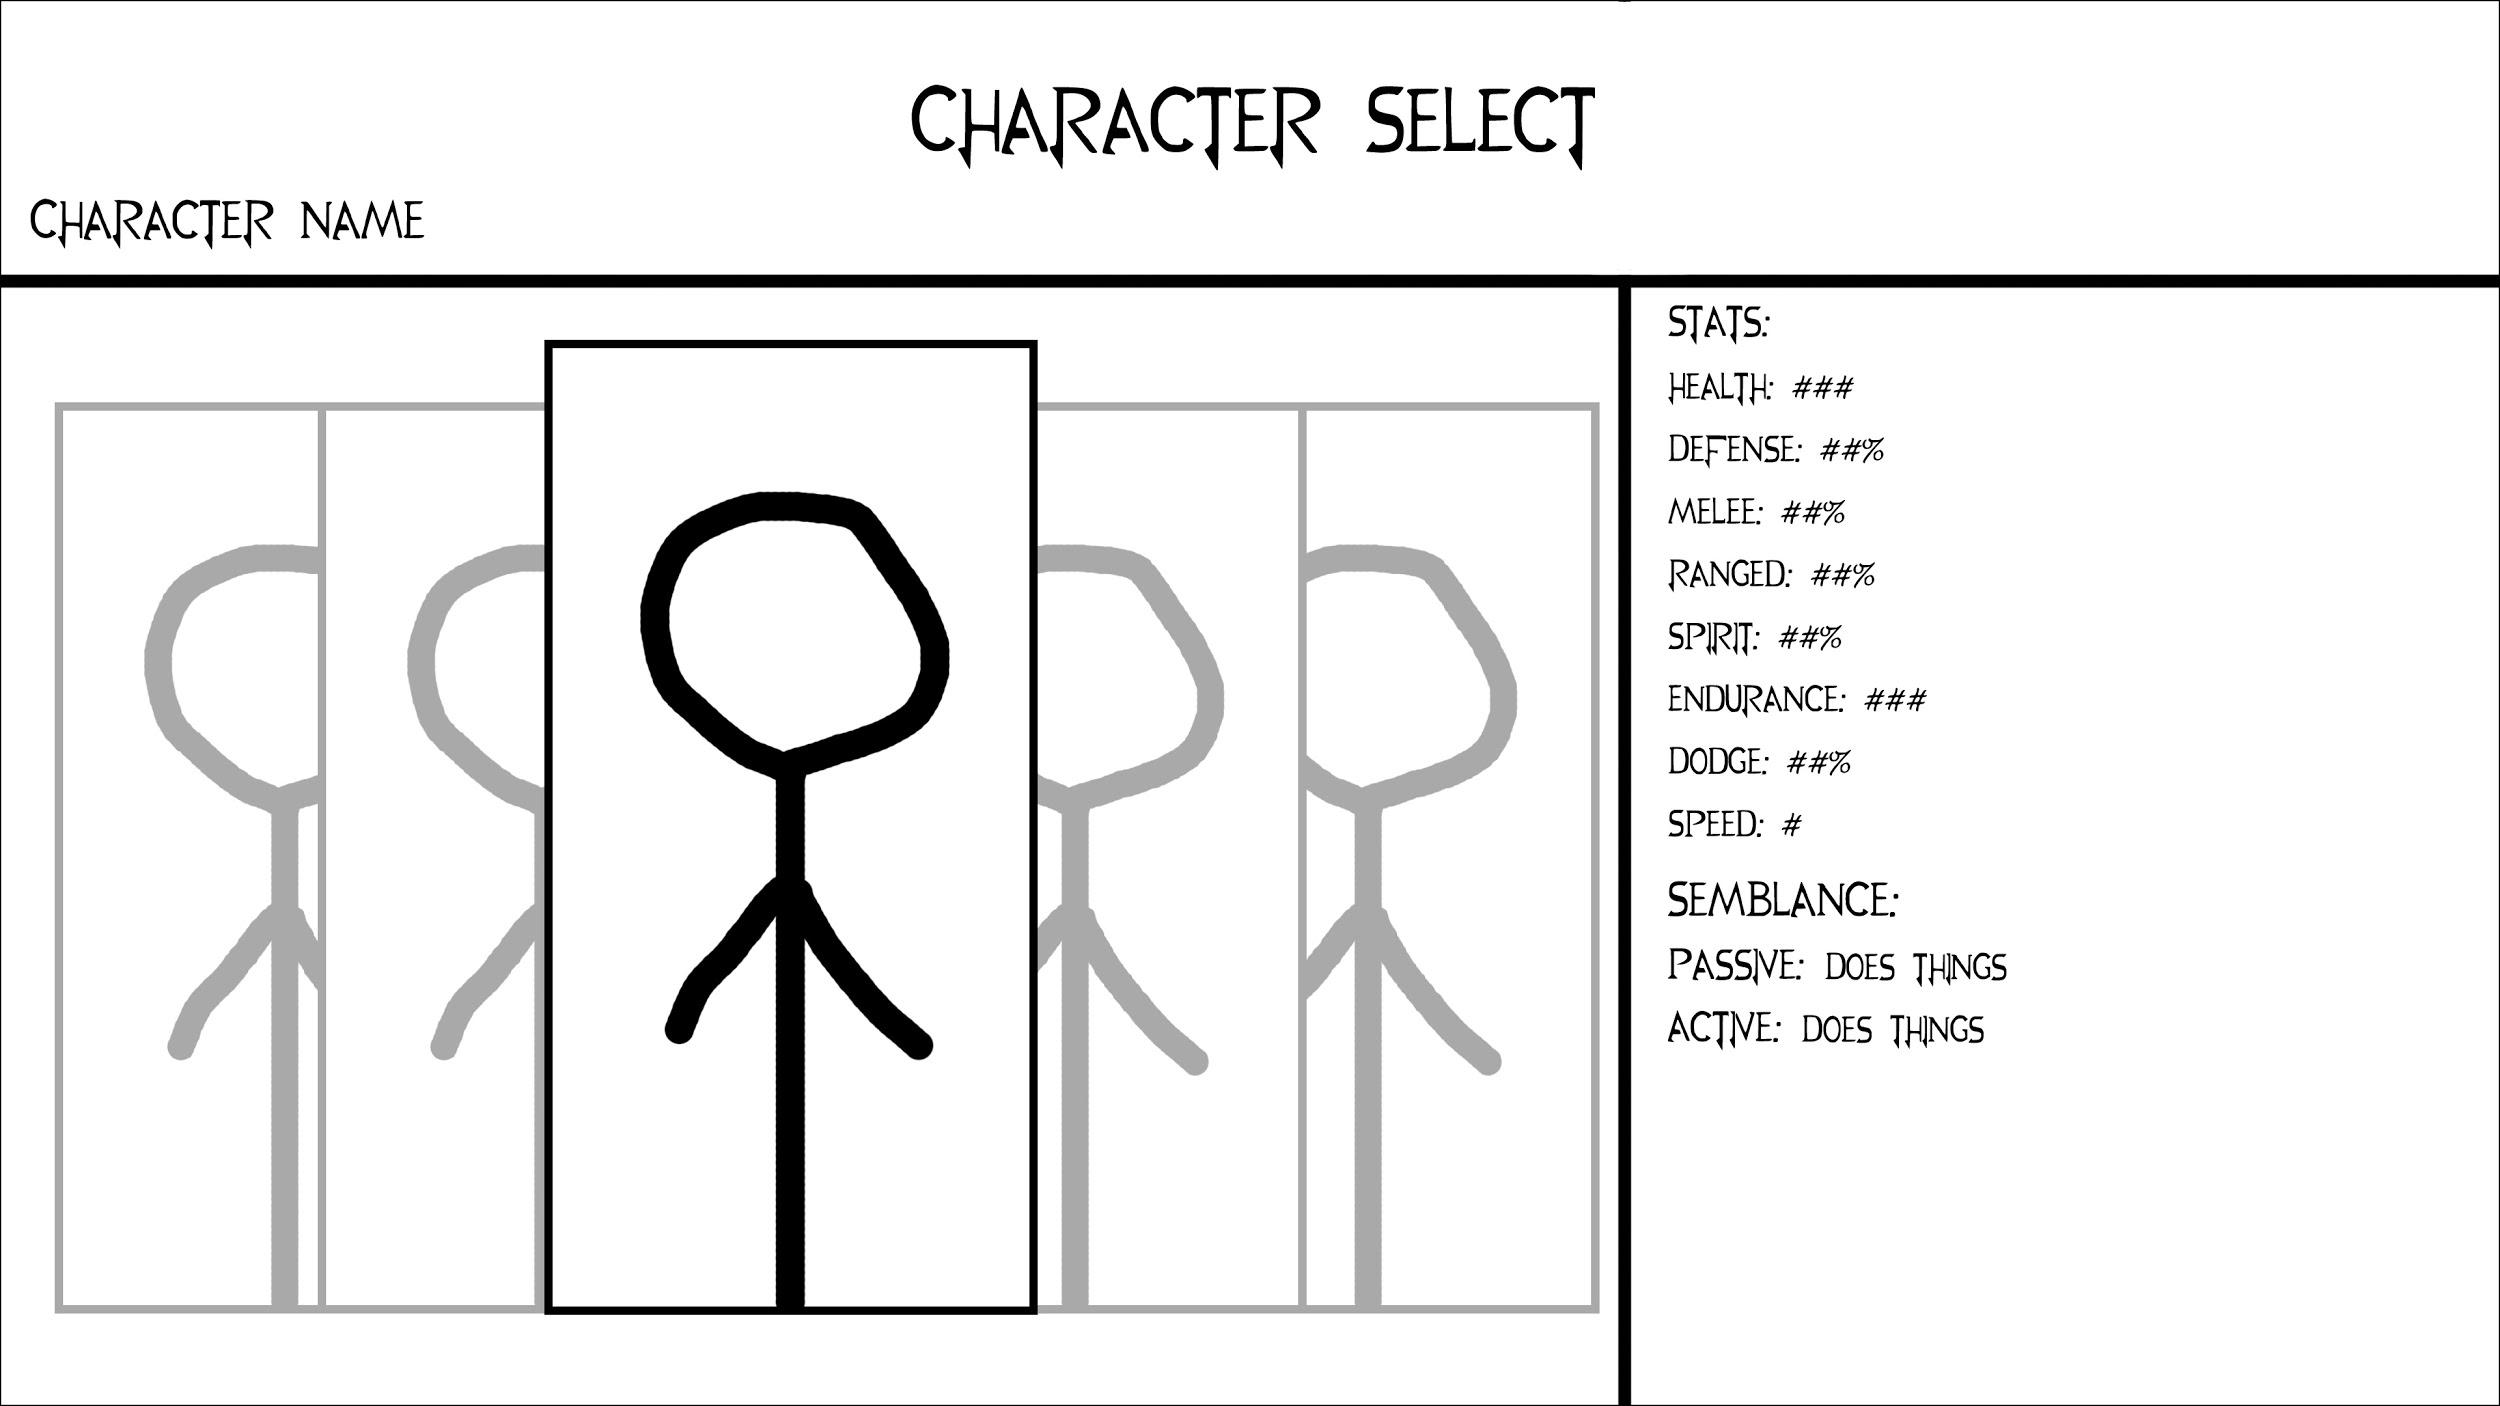 CHARACTER SELECT
CHARACTER NAME
STATS:
HEALTH: ###
DEFENSE: ##%
MELEE: ##%
RANGED: ##%
SPIRIT: ##%
ENDURANCE: ###
DODGE: ##%
SPEED: #
SEMBLANCE:
PASSIVE: DOES THINGS
ACTIVE: DOES THINGS